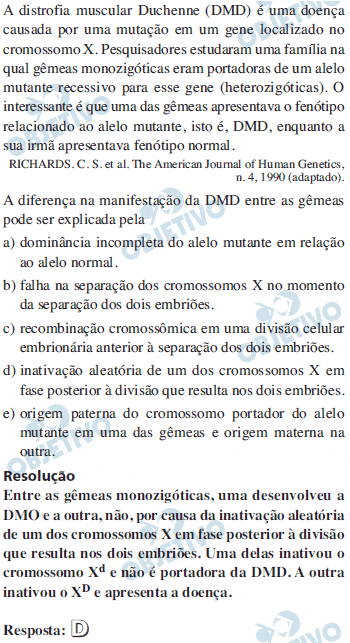 A distrofia muscular Duchenne (DMD) é uma doença
causada por uma mutação em um gene localizado no
cromossomo X. Pesquisadores estudaram uma família na
qual gêmeas monozigóticas eram portadoras de um alelo
mutante recessivo para esse gene (heterozigóticas). O
interessante é que uma das gêmeas apresentava o fenótipo
relacionado ao alelo mutante, isto é, DMD, enquanto a
sua irmã apresentava fenótipo normal.
RICHARDS. C. S. et al. The American Journal of Human Genetics,
n. 4, 1990 (adaptado).
A diferença na manifestação da DMD entre as gêmeas
pode ser explicada pela
a) dominância incompleta do alelo mutante em relação
ao alelo normal.
b) falha na separação dos cromossomos X no momento
da separação dos dois embriões.
c) recombinação cromossômica em uma divisão celular
embrionária anterior à separação dos dois embriões.
d) inativação aleatória de um dos cromossomos X em
fase posterior à divisão que resulta nos dois embriões.
e) origem paterna do cromossomo portador do alelo
mutante em uma das gêmeas e origem materna na
outra.
Resolução
Entre as gêmeas monozigóticas, uma desenvolveu a
DMO e a outra, não, por causa da inativação aleatória
de um dos cromossomos X em fase posterior à divisão
que resulta nos dois embriões. Uma delas inativou o
cromossomo Xd e não é portadora da DMD. A outra
inativou o XD e apresenta a doença.
Resposta: D
OBJETIVO
OBJETIVO
OBJETIVO
OBJETIVO
OBJETIVO
OBJETIVO